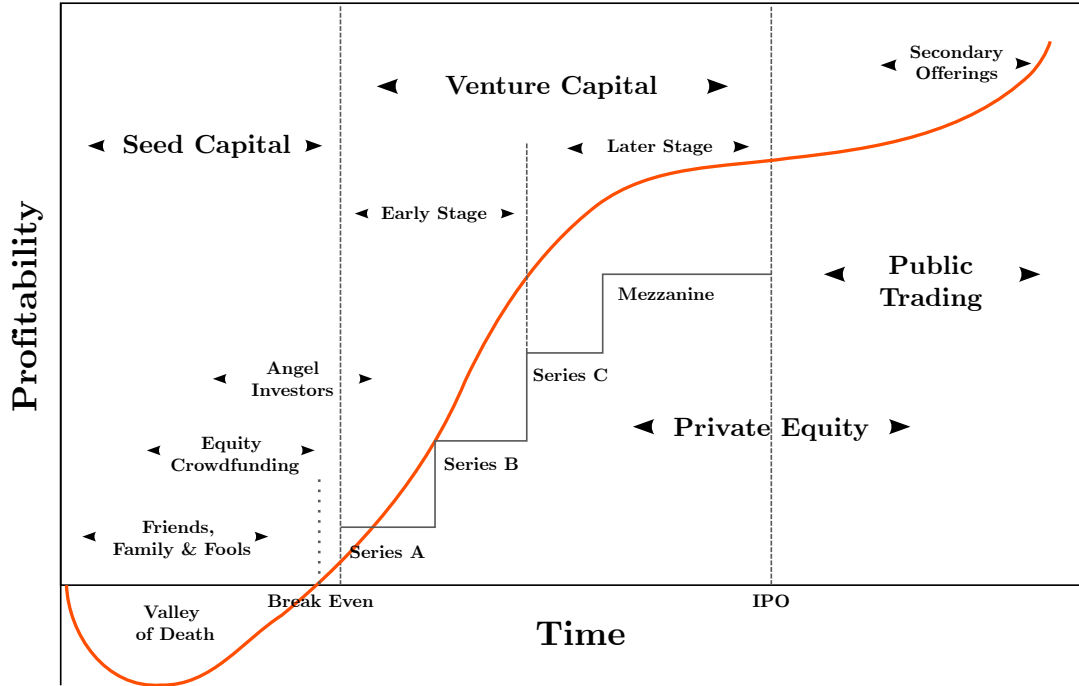 Secondary
Offerings
Venture Capital
Seed Capital
Later Stage
Early Stage
Profitability
Public
Trading
Mezzanine
Angel
Investors
Series C
Private Equity
Equity
Crowdfunding
Series B
Friends,
Family & Fools
Series A
Break Even
IPO
Valley
of Death
Time